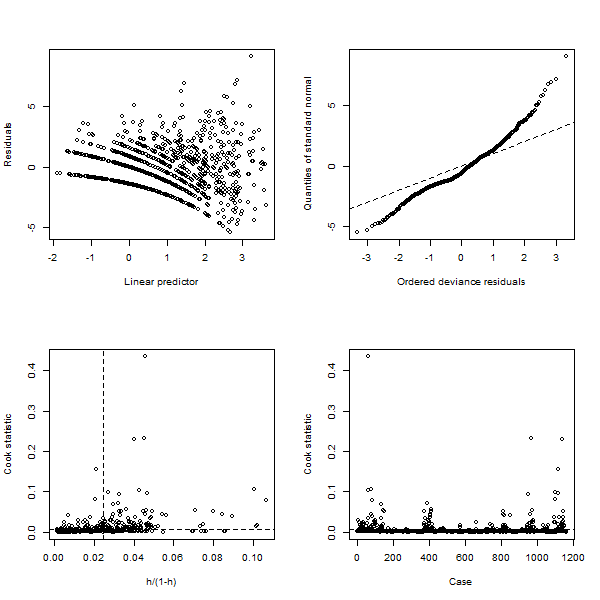 Residuals
5
0
-5
-2 -1 0 1 2 3
Linear predictor
Quantiles of standard normal
5
0
-5
-3 -2 -1 0 1 2 3
Ordered deviance residuals
Cook statistic
0.4
0.3
0.2
0.1
0.0
0.00 0.02 0.04 0.06 0.08 0.10
h/(1-h)
Cook statistic
0.4
0.3
0.2
0.1
0.0
0 200 400 600 800 1000 1200
Case